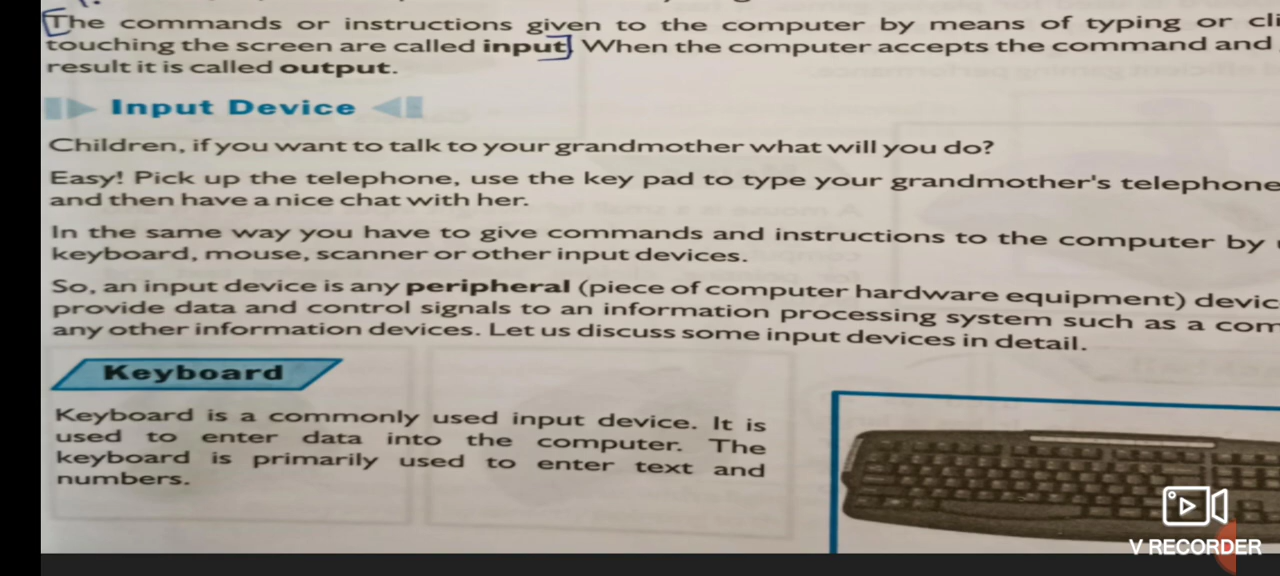 The commands or instructions given to the computer by means of typing or
touching the screen are called input. When the computer accepts the command and
result it is called output.
Input Device
Children, if you want to talk to your grandmother what will you do?
Easy! Pick up the telephone, use the key pad to type your grandmother's telephone
and then have a nice chat with her.
In the same way you have to give commands and instructions to the computer by
keyboard, mouse, scanner or other input devices.
So, an input device is any peripheral (piece of computer hardware equipment)
provide data and control signals to an information processing system such as a
any other information devices. Let us discuss some input devices in detail.
Keyboard
Keyboard is a commonly used input device. It is
used to enter data into the computer. The
keyboard is primarily used to enter text and
numbers.
V RECORDER